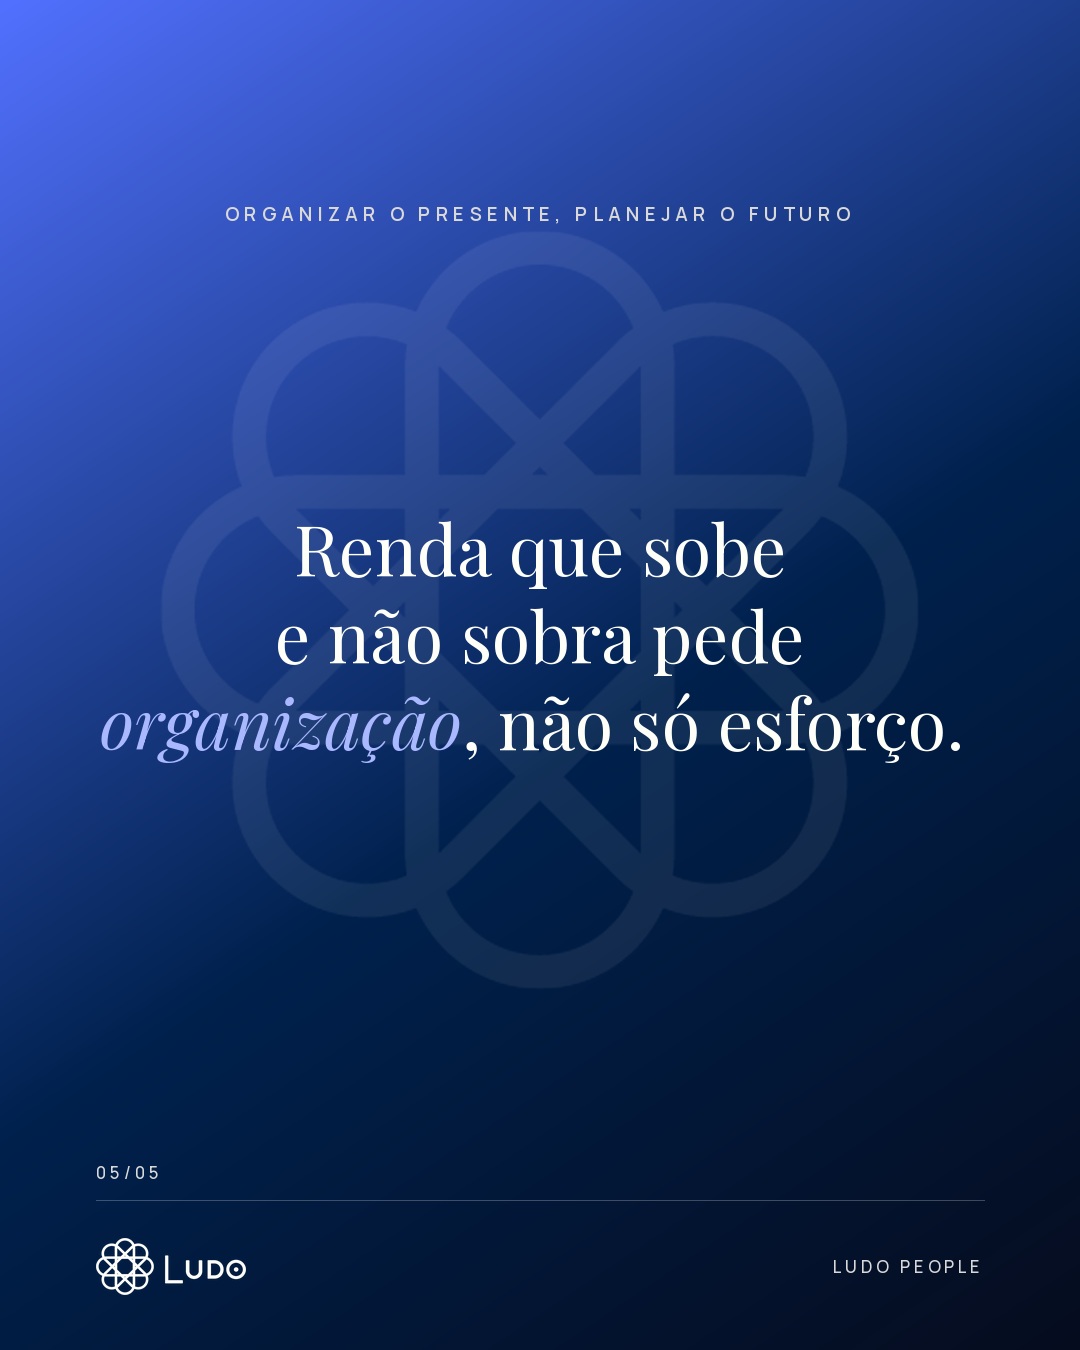 ORGANIZAR O PRESENTE, PLANEJAR O FUTURO
Renda que sobe
e não sobra pede
organização, não só esforço.
05/05
LUDO
LUDO PEOPLE